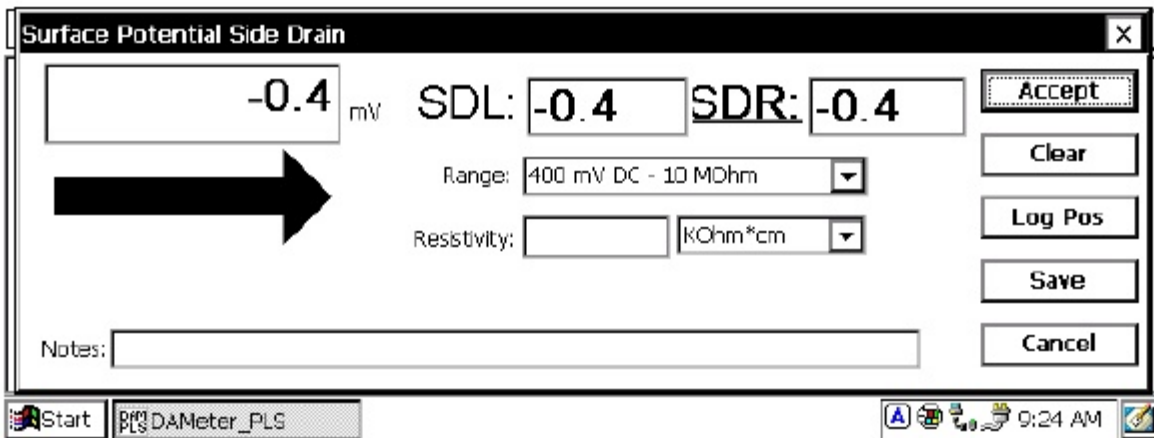 Surface Potential Side Drain
-0.4 mV SDL: -0.4 SDR: -0.4
Accept
Range: 400 mV DC - 10 MOhm
Clear
Resistivity: KOhm*cm
Log Pos
Save
Notes:
Cancel
Start DAMeter_PLS A 9:24 AM